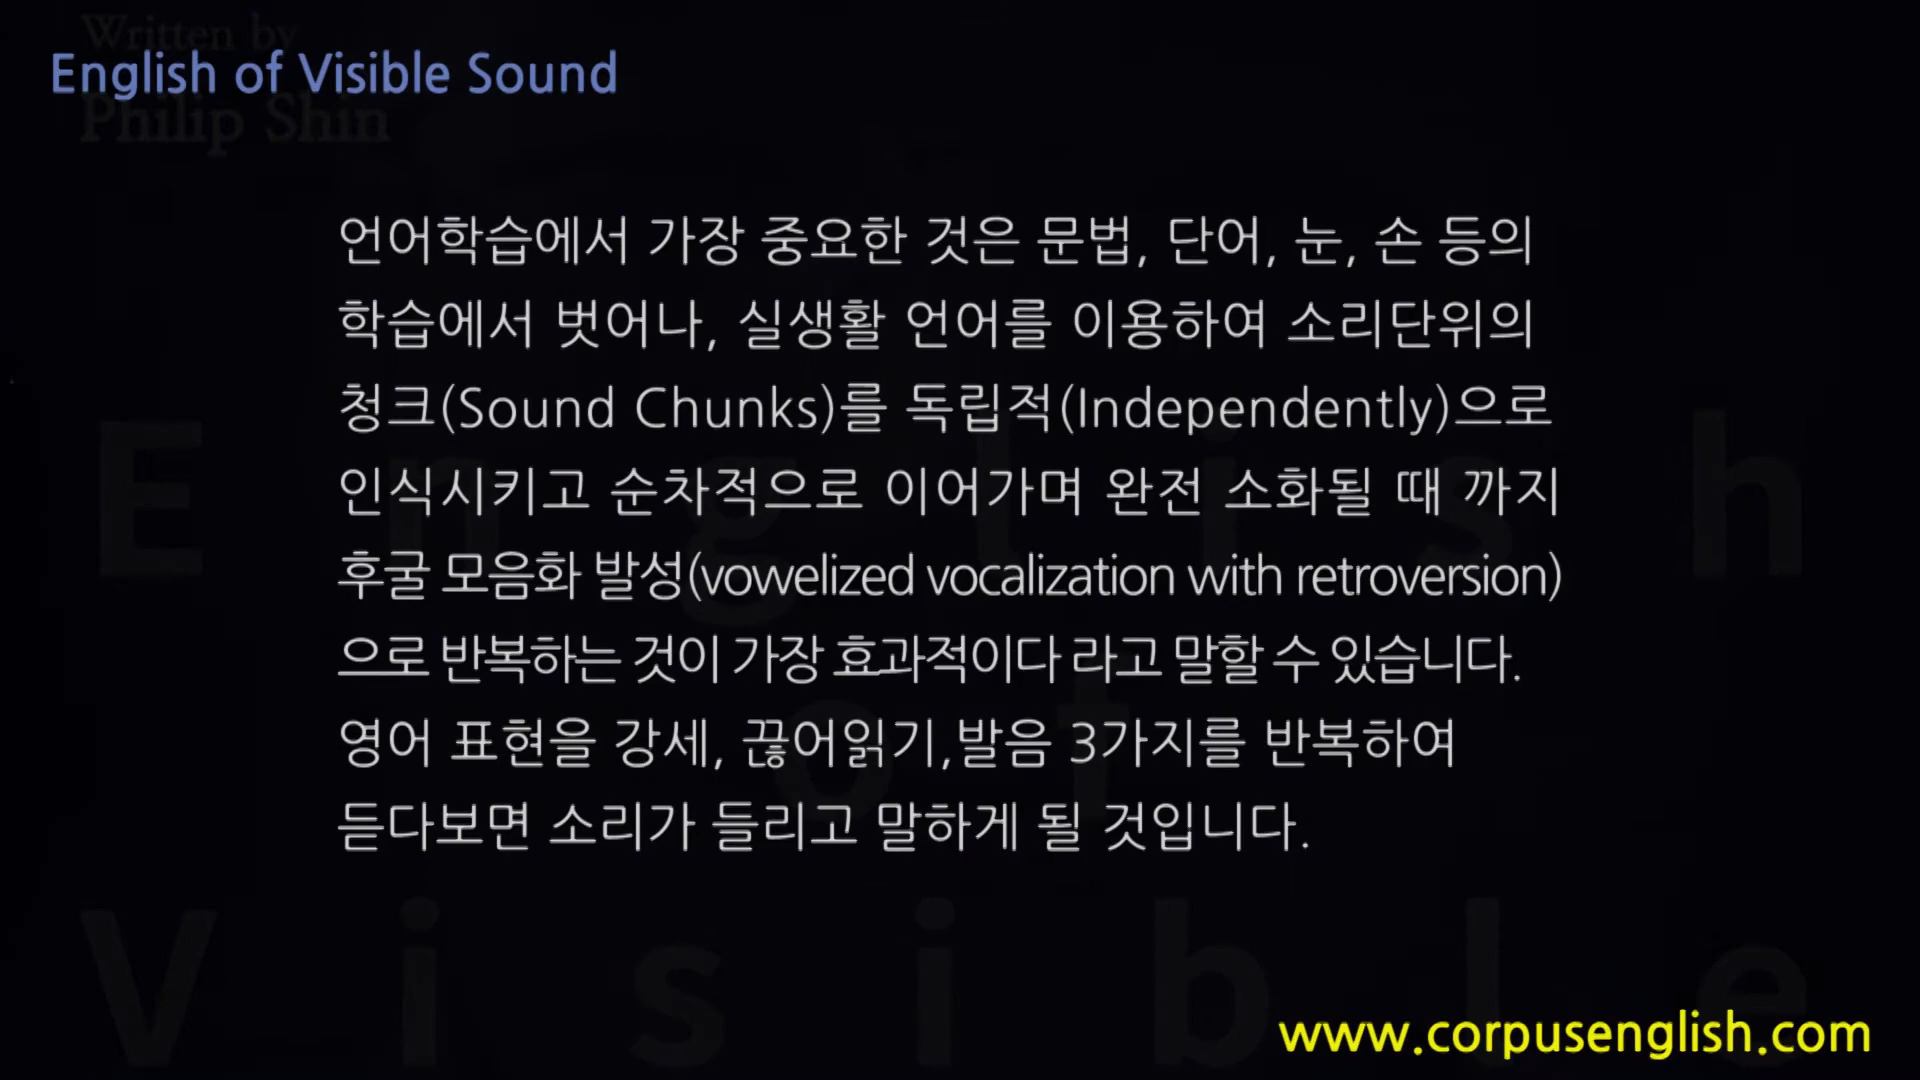 Written by
English of Visible Sound
Philip Shin
언어학습에서 가장 중요한 것은 문법, 단어, 눈, 손 등의
학습에서 벗어나, 실생활 언어를 이용하여 소리단위의
청크(Sound Chunks)를 독립적(Independently)으로
인식시키고 순차적으로 이어가며 완전 소화될 때 까지
후굴 모음화 발성(vowelized vocalization with retroversion)
으로 반복하는 것이 가장 효과적이다 라고 말할 수 있습니다.
영어 표현을 강세, 끊어읽기,발음 3가지를 반복하여
듣다보면 소리가 들리고 말하게 될 것입니다.
English
of
Visible
www.corpusenglish.com